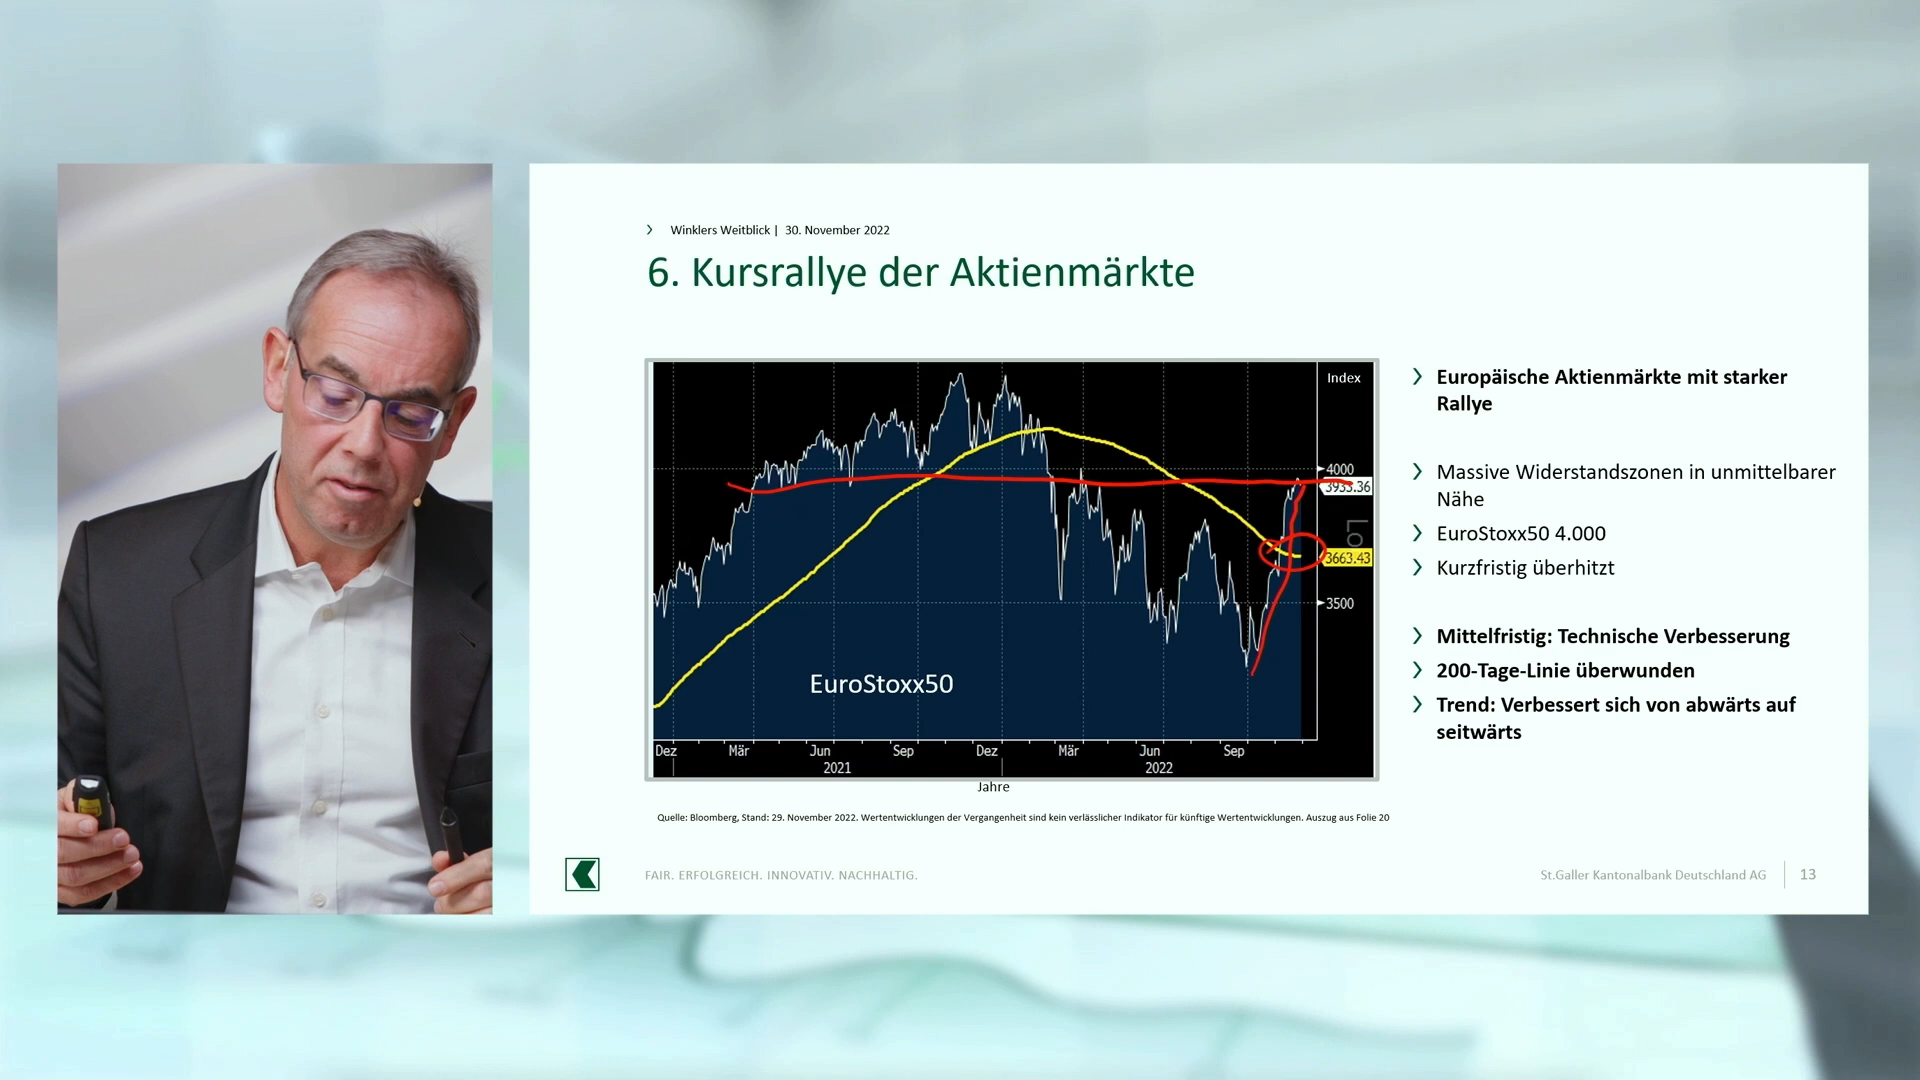 Winklers Weitblick | 30. November 2022
6. Kursrallye der Aktienmärkte
Index
4000
3933.36
3663.43
3500
EuroStoxx50
Dez Mär Jun Sep Dez Mär Jun Sep
2021 2022
Jahre
Quelle: Bloomberg, Stand: 29. November 2022. Wertentwicklungen der Vergangenheit sind kein verlässlicher Indikator für künftige Wertentwicklungen. Auszug aus Folie 20
Europäische Aktienmärkte mit starker
Rallye
Massive Widerstandszonen in unmittelbarer
Nähe
EuroStoxx50 4.000
Kurzfristig überhitzt
Mittelfristig: Technische Verbesserung
200-Tage-Linie überwunden
Trend: Verbessert sich von abwärts auf
seitwärts
FAIR. ERFOLGREICH. INNOVATIV. NACHHALTIG.
St.Galler Kantonalbank Deutschland AG 13